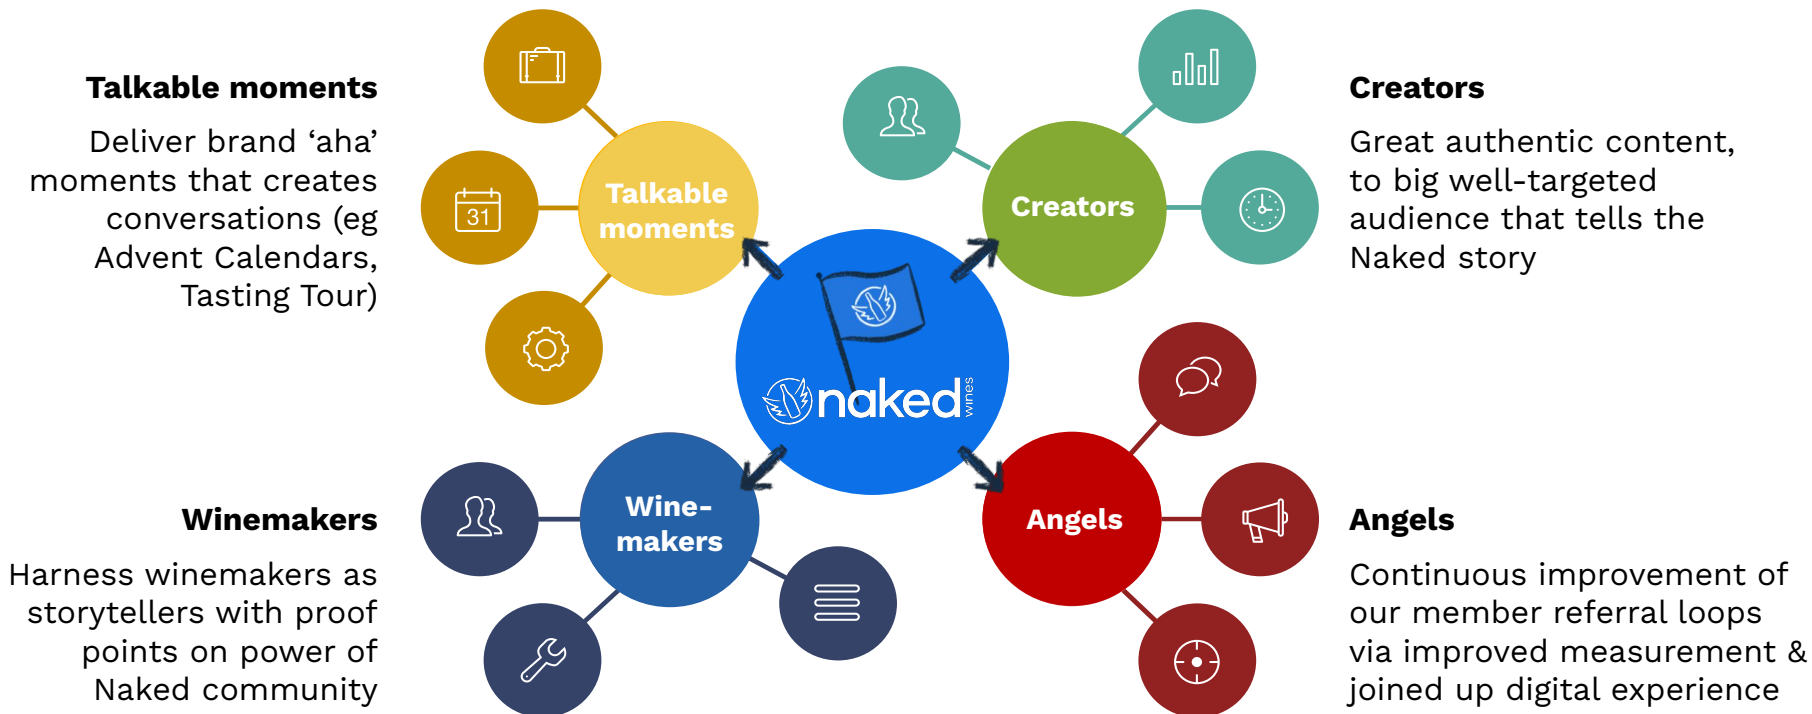 Talkable moments
Deliver brand ‘aha’
moments that creates
conversations (eg
Advent Calendars,
Tasting Tour)
Talkable
moments
31
Creators
Creators
Great authentic content,
to big well-targeted
audience that tells the
Naked story
naked
wines
Winemakers
Harness winemakers as
storytellers with proof
points on power of
Naked community
Wine-
makers
Angels
Angels
Continuous improvement of
our member referral loops
via improved measurement &
joined up digital experience